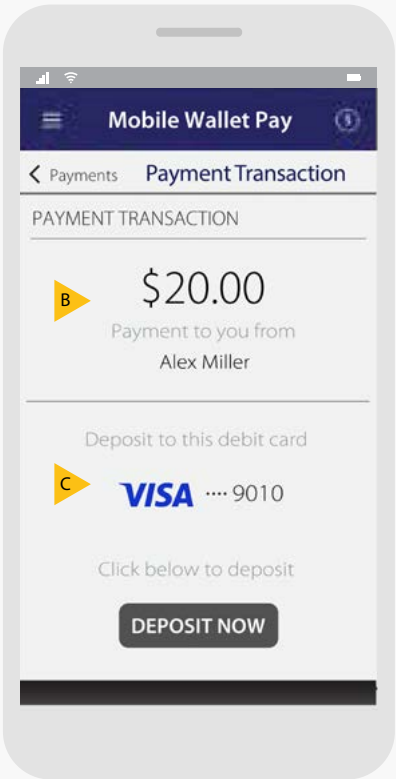 Mobile Wallet Pay
Payments Payment Transaction
PAYMENT TRANSACTION
B
$20.00
Payment to you from
Alex Miller
Deposit to this debit card
C
VISA ···· 9010
Click below to deposit
DEPOSIT NOW